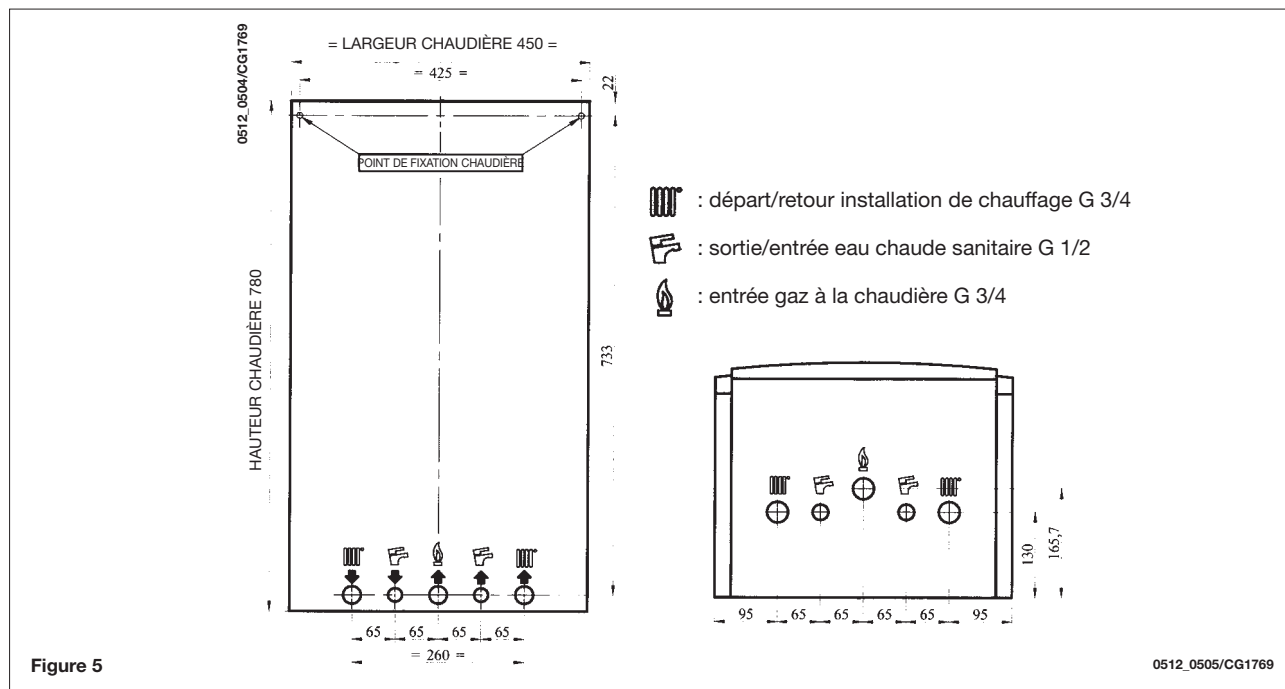 0512_0504/CG1769
= LARGEUR CHAUDIÈRE 450 =
= 425 =
22
POINT DE FIXATION CHAUDIÈRE
HAUTEUR CHAUDIÈRE 780
733
65 65 65 65
= 260 =
: départ/retour installation de chauffage G 3/4
: sortie/entrée eau chaude sanitaire G 1/2
: entrée gaz à la chaudière G 3/4
130
165,7
95 65 65 65 65 95
Figure 5
0512_0505/CG1769